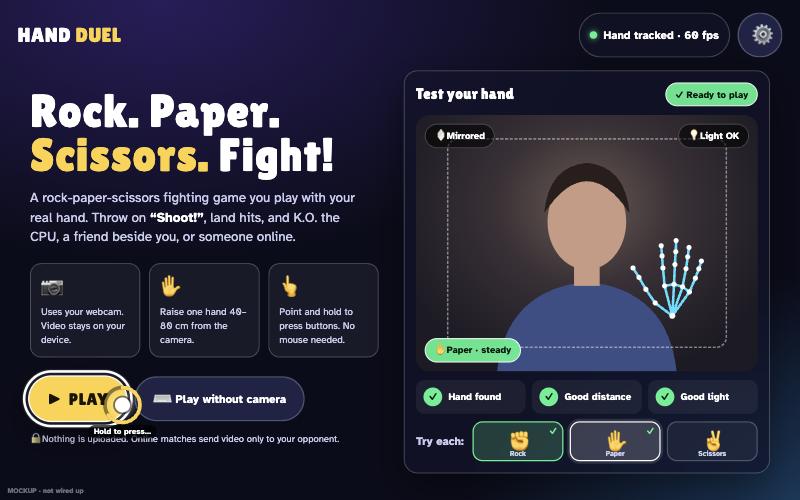 HAND DUEL
Hand tracked · 60 fps
Rock. Paper.
Scissors. Fight!
A rock-paper-scissors fighting game you play with your
real hand. Throw on “Shoot!”, land hits, and K.O. the
CPU, a friend beside you, or someone online.
Uses your webcam.
Video stays on your
device.
Raise one hand 40–
80 cm from the
camera.
Point and hold to
press buttons. No
mouse needed.
PLAY
Play without camera
Hold to press...
Nothing is uploaded. Online matches send video only to your opponent.
Test your hand
✓ Ready to play
Mirrored
Light OK
Paper · steady
Hand found
Good distance
Good light
Try each:
Rock
Paper
Scissors
MOCKUP - not wired up